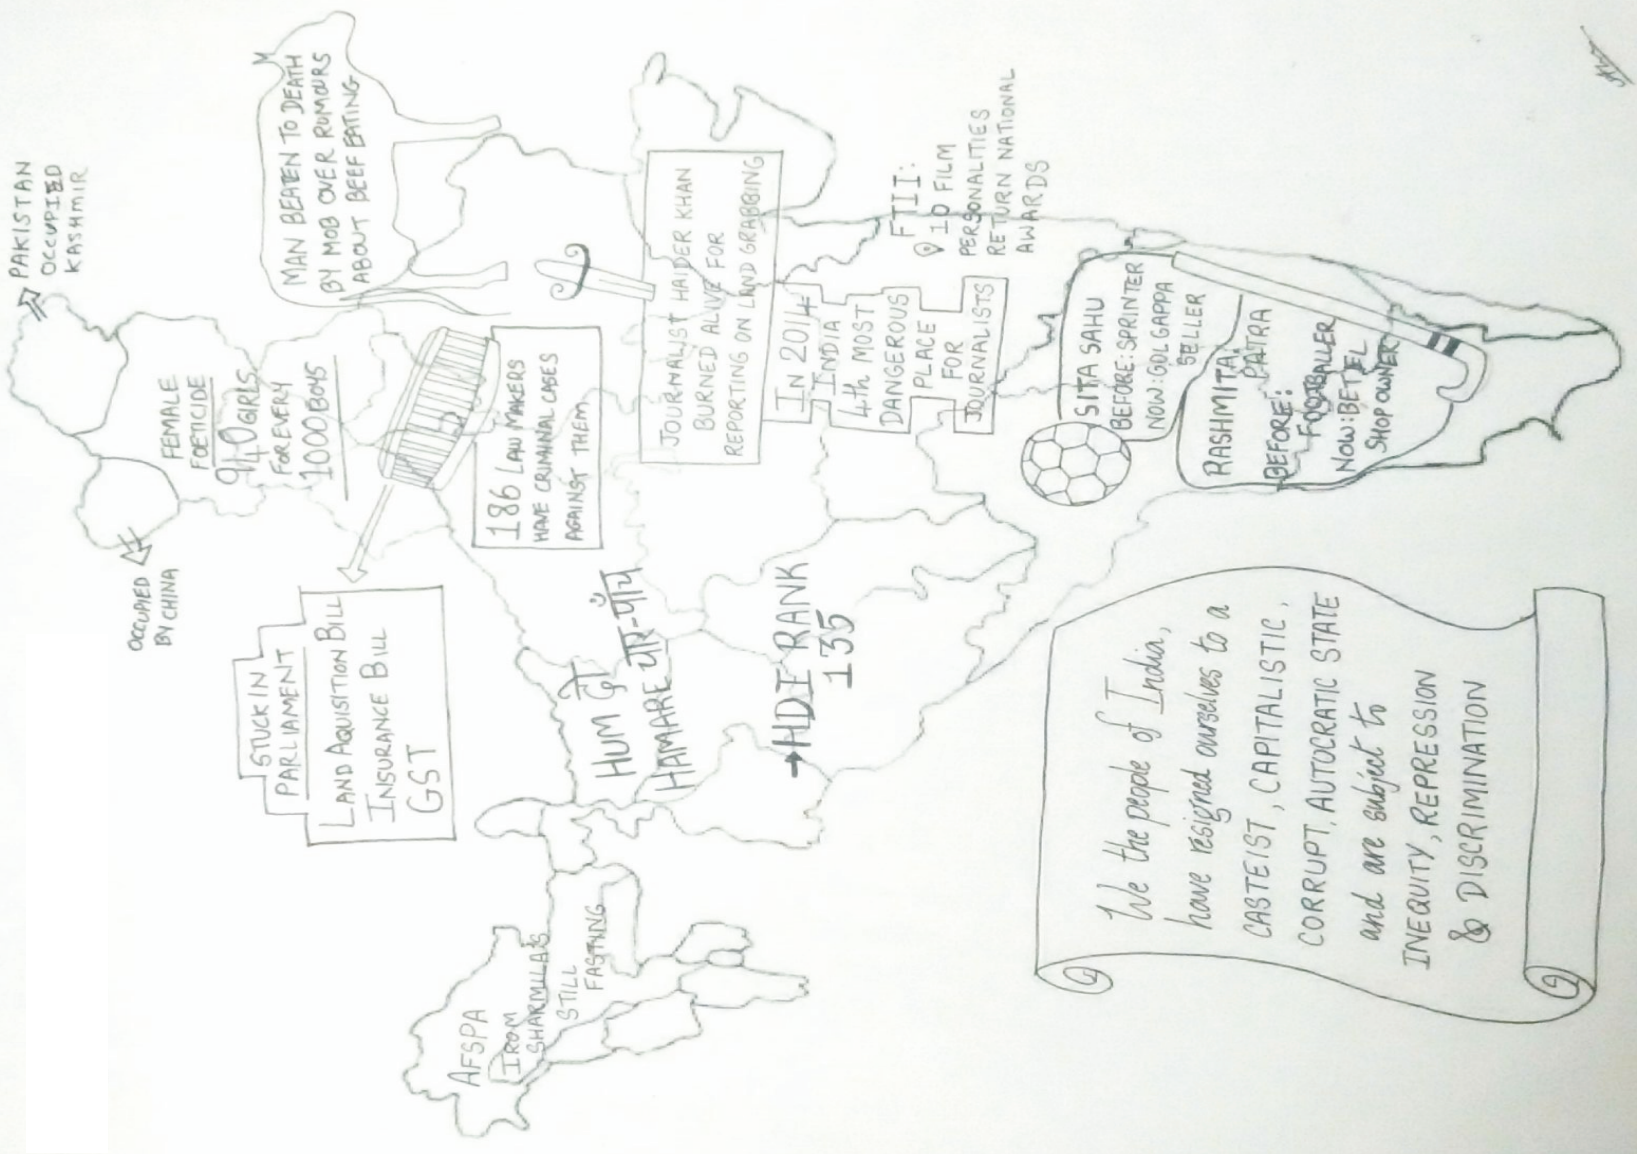 PAKISTAN
OCCUPIED
KASHMIR
OCCUPIED
BY CHINA
FEMALE
FOETICIDE
940 GIRLS
FOR EVERY
1000 BOYS
MAN BEATEN TO DEATH
BY MOB OVER RUMOURS
ABOUT BEEF EATING
STUCK IN
PARLIAMENT
LAND AQUISITION BILL
INSURANCE BILL
GST
186 LAW MAKERS
HAVE CRIMINAL CASES
AGAINST THEM
AFSPA
IROM
SHARMILA'S
STILL
FASTING
HUM दो
HAMARE चार-पाँच
JOURNALIST HAIDER KHAN
BURNED ALIVE FOR
REPORTING ON LAND GRABBING
→HDI RANK
135
IN 2014
INDIA
4th MOST
DANGEROUS
PLACE
FOR
JOURNALISTS
FTII:
10 FILM
PERSONALITIES
RETURN NATIONAL
AWARDS
SITA SAHU
BEFORE: SPRINTER
NOW: GOLGAPPA
SELLER
RASHMITA
PATRA
BEFORE:
FOOTBALLER
NOW: BETEL
SHOP OWNER
We the people of India,
have resigned ourselves to a
CASTEIST, CAPITALISTIC,
CORRUPT, AUTOCRATIC STATE
and are subject to
INEQUITY, REPRESSION
& DISCRIMINATION